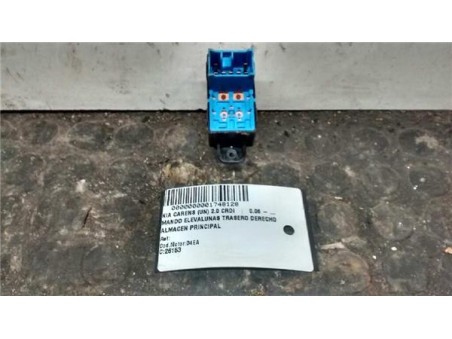 0000000001748128
KIA CARENS (UN) 2.0 CRDI : 0.06 - ...
MANDO ELEVALUNAS TRASERO DERECHO
ALMACEN PRINCIPAL
Ref:
Cod.Motor:D4EA
C:26153